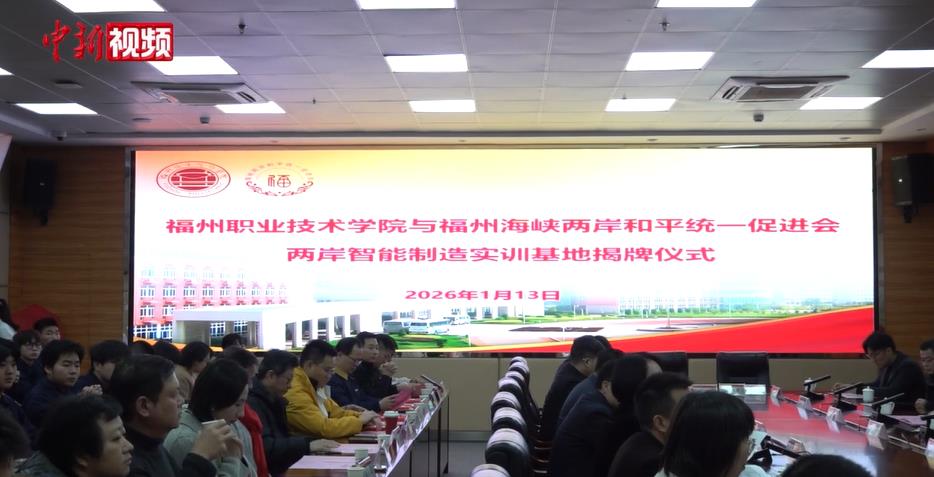 中新视频
福州职业技术学院与福州海峡两岸和平统一促进会
两岸智能制造实训基地揭牌仪式
2026年1月13日